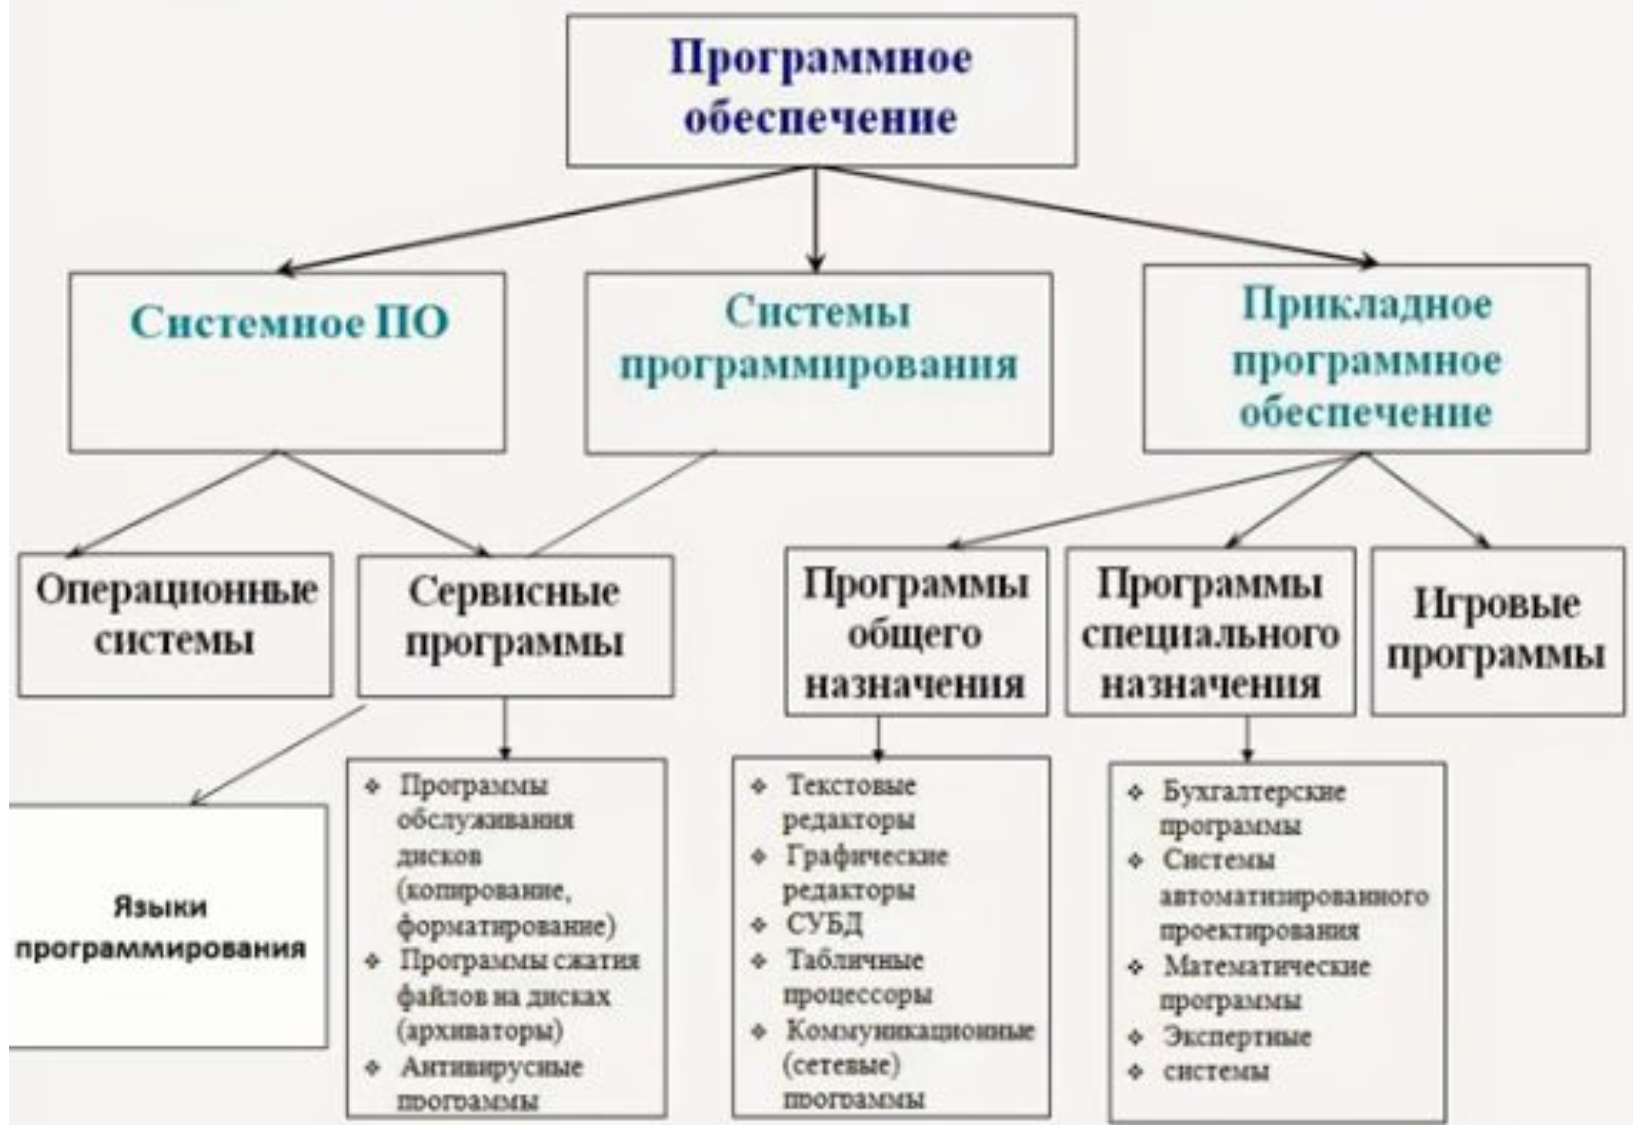 Программное
обеспечение
Системное ПО
Системы
программирования
Прикладное
программное
обеспечение
Операционные
системы
Сервисные
программы
Программы
общего
назначения
Программы
специального
назначения
Игровые
программы
Языки
программирования
❖ Программы
обслуживания
дисков
(копирование,
форматирование)
❖ Программы сжатия
файлов на дисках
(архиваторы)
❖ Антивирусные
программы
❖ Текстовые
редакторы
❖ Графические
редакторы
❖ СУБД
❖ Табличные
процессоры
❖ Коммуникационные
(сетевые)
программы
❖ Бухгалтерские
программы
❖ Системы
автоматизированного
проектирования
❖ Математические
программы
❖ Экспертные
❖ системы